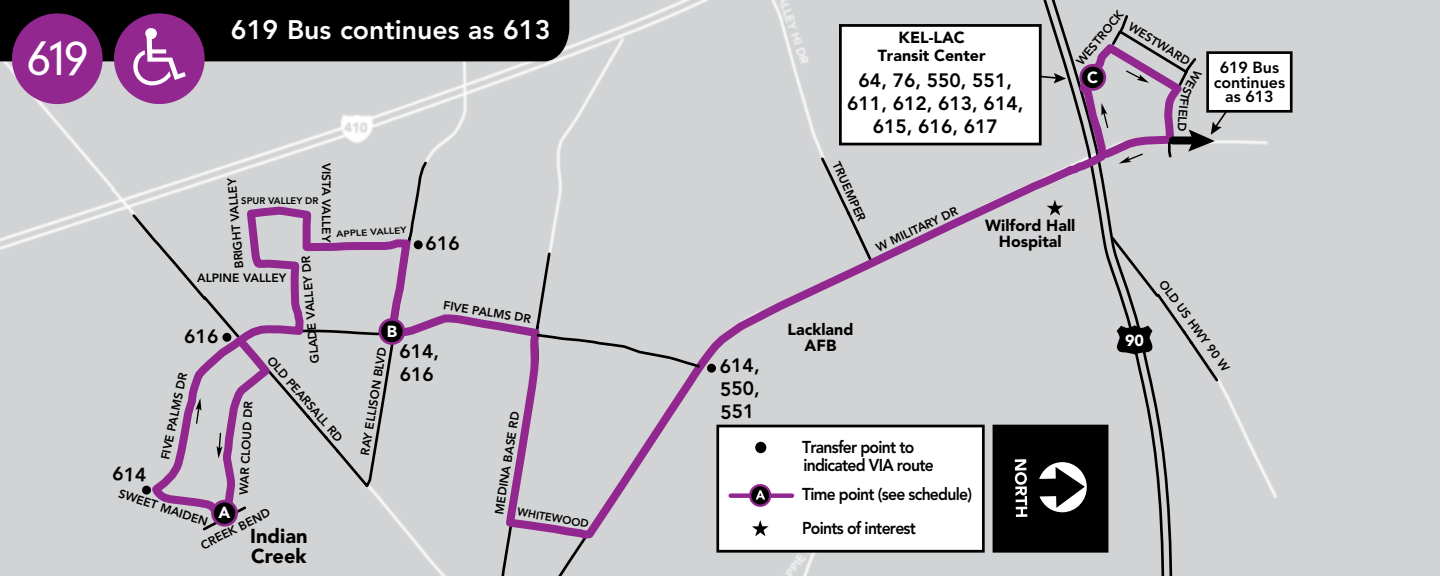 619
619 Bus continues as 613
410
VALLEY HI DR
KEL-LAC
Transit Center
64, 76, 550, 551,
611, 612, 613, 614,
615, 616, 617
WESTROCK
WESTWARD
WESTFIELD
C
619 Bus
continues
as 613
TRUEMPER
W MILITARY DR
Wilford Hall
Hospital
OLD US HWY 90 W
90
Lackland
AFB
BRIGHT VALLEY
SPUR VALLEY DR
VISTA VALLEY
APPLE VALLEY
616
ALPINE VALLEY
GLADE VALLEY DR
FIVE PALMS DR
B
614,
616
616
RAY ELLISON BLVD
OLD PEARSALL RD
FIVE PALMS DR
WAR CLOUD DR
614
SWEET MAIDEN
A
CREEK BEND
Indian
Creek
MEDINA BASE RD
WHITEWOOD
614,
550,
551
Transfer point to
indicated VIA route
A
Time point (see schedule)
Points of interest
NORTH